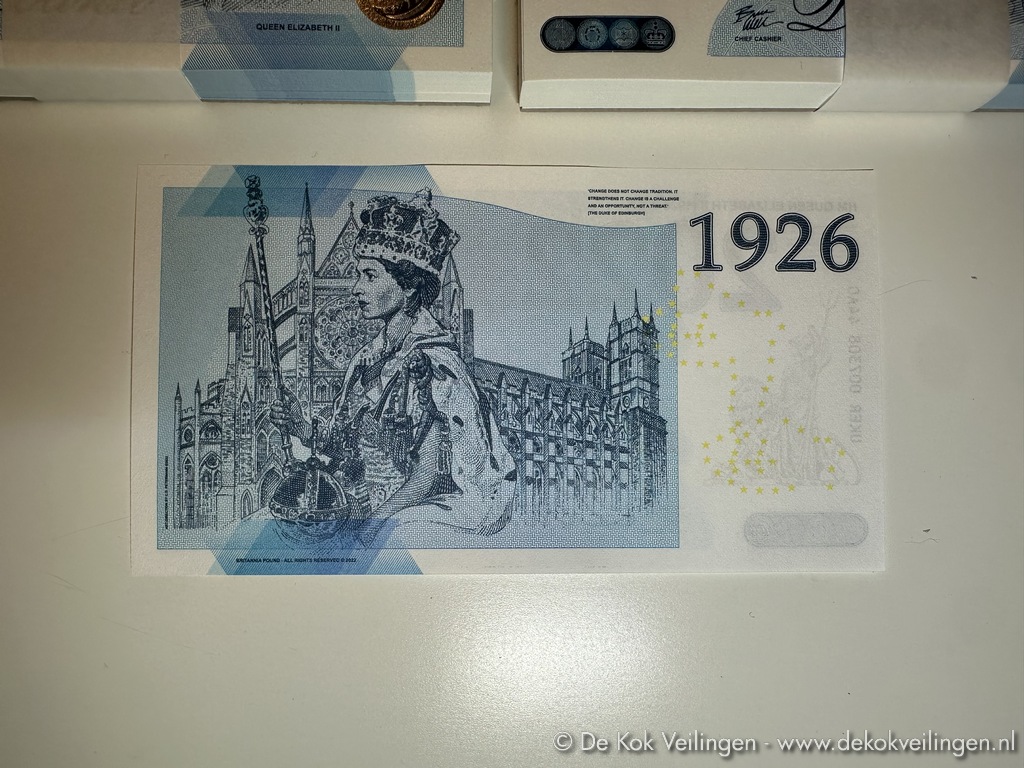 QUEEN ELIZABETH II
CHIEF CASHIER
'CHANGE DOES NOT CHANGE TRADITION, IT
STRENGTHENS IT. CHANGE IS A CHALLENGE
AND AN OPPORTUNITY, NOT A THREAT.'
[THE DUKE OF EDINBURGH]
1926
UKER 007308
BRITANNIA POUND - ALL RIGHTS RESERVED © 2022
© De Kok Veilingen - www.dekokveilingen.nl